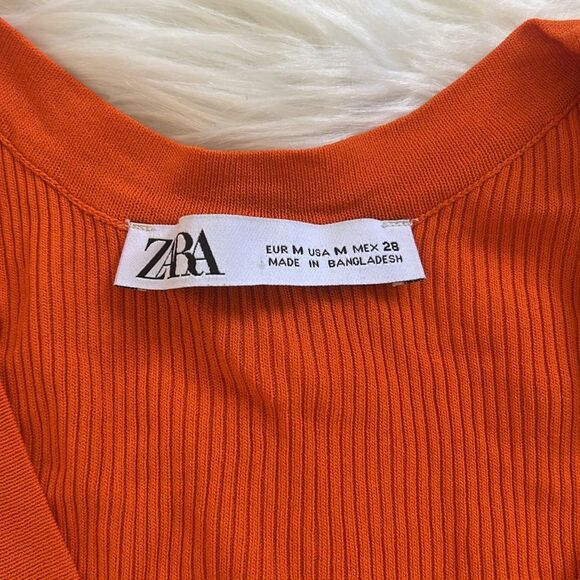 ZARA
EUR M USA M MEX 28
MADE IN BANGLADESH